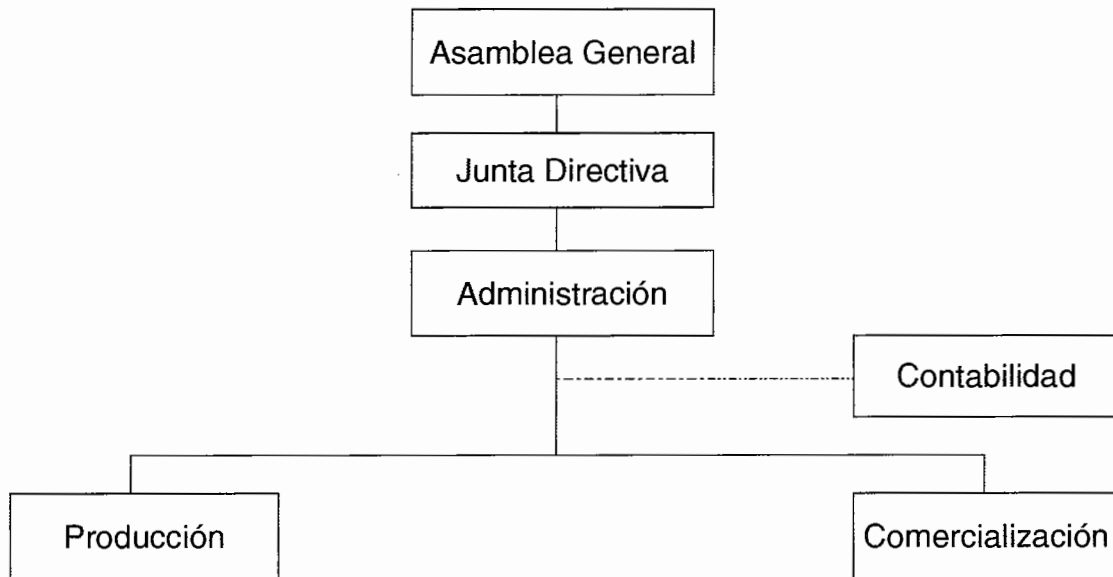 Asamblea General
Junta Directiva
Administración
Contabilidad
Producción
Comercialización